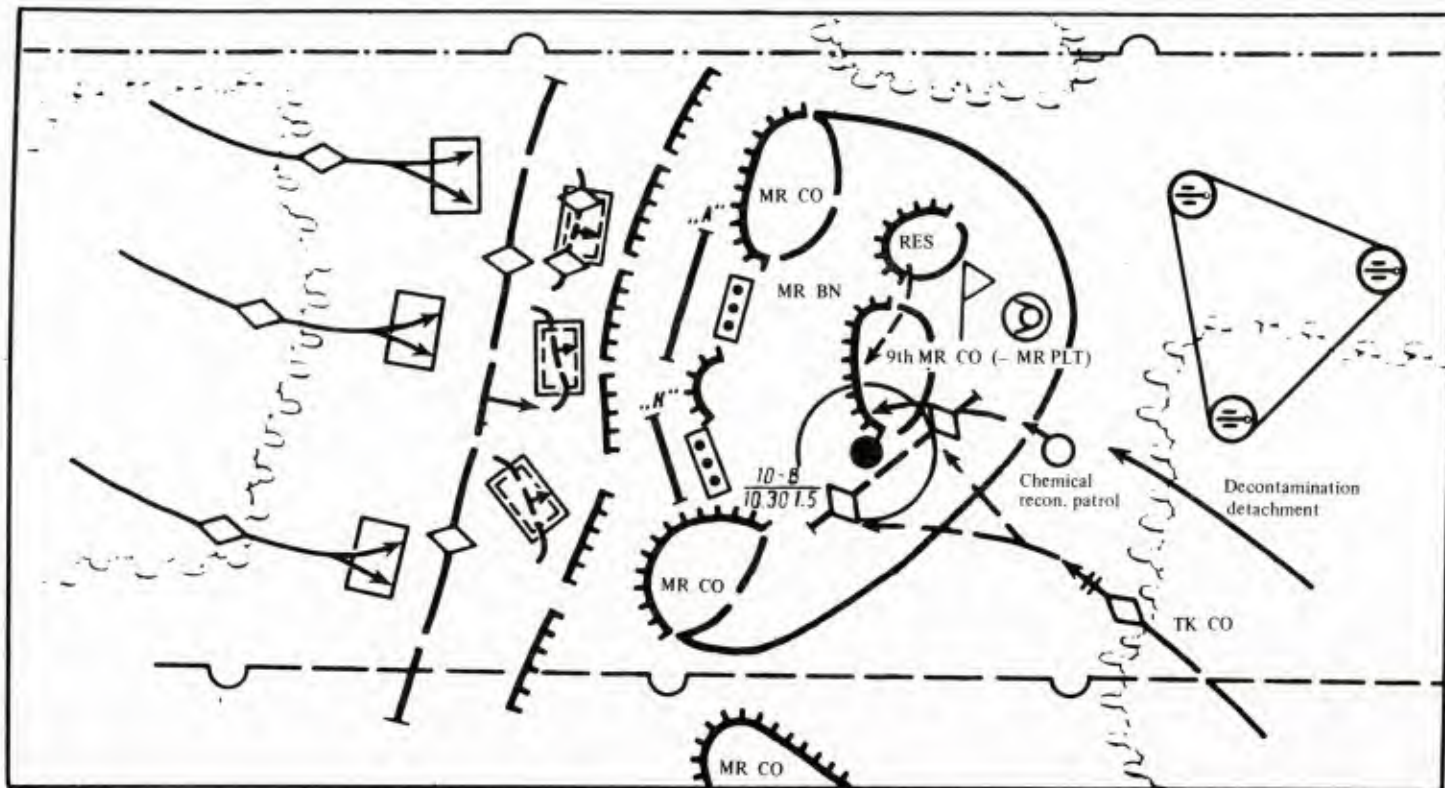 MR CO
„A"
RES
MR BN
9th MR CO (– MR PLT)
„K"
10-B
10.30 1.5
Chemical
recon. patrol
Decontamination
detachment
MR CO
TK CO
MR CO